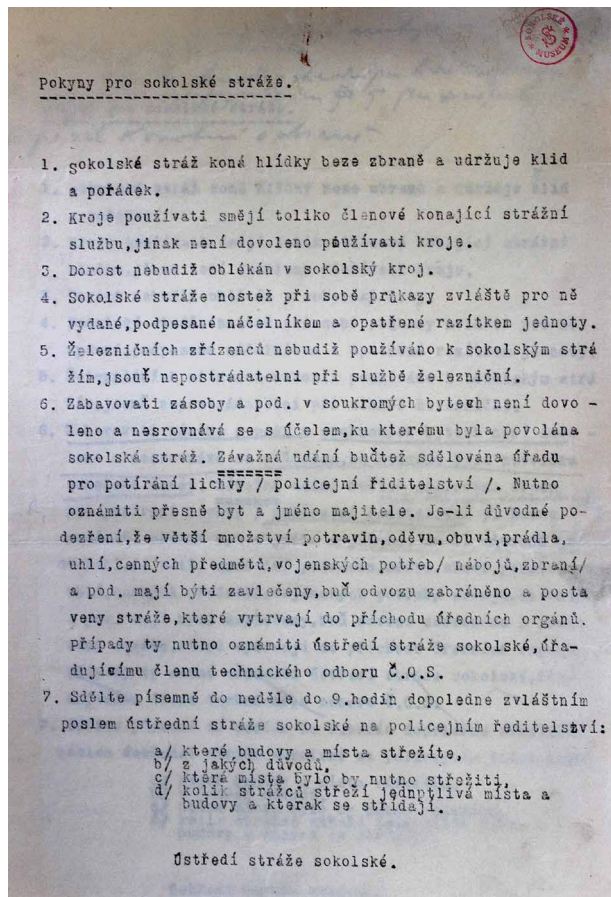 SOKOLSKÉ MUSEUM
Pokyny pro sokolské stráže.
1. Sokolská stráž koná hlídky beze zbraně a udržuje klid
a pořádek.
2. Kroje používati smějí toliko členové konající strážní
službu,jinak není dovoleno používati kroje.
3. Dorost nebudiž oblékán v sokolský kroj.
4. Sokolské stráže nostež při sobě průkazy zvláště pro ně
vydané,podpesané náčelníkem a opatřené razítkem jednoty.
5. Železničních zřízenců nebudiž používáno k sokolským strá
žím,jsouť nepostrádatelni při službě železniční.
6. Zabavovati zásoby a pod. v soukromých bytech není dovo -
leno a nesrovnává se s účelem,ku kterému byla povolána
sokolská stráž. Závažná udání buďtež sdělována úřadu
pro potírání lichvy / policejní řiditelství /. Nutno
oznámiti přesně byt a jméno majitele. Je-li důvodné po-
dezření,že větší množství potravin,oděvu,obuvi,prádla,
uhlí,cenných předmětů,vojenských potřeb/ nábojů,zbraní/
a pod. mají býti zavlečeny,buď odvozu zabráněno a posta
veny stráže,které vytrvají do příchodu úředních orgánů.
Případy ty nutno oznámiti ústředí stráže sokolské,úřa-
dujícímu členu technického odboru Č.O.S.
7. Sdělte písemně do neděle do 9.hodin dopoledne zvláštním
poslem ústřední stráže sokolské na policejním ředitelství:
a/ které budovy a místa střežíte,
b/ z jakých důvodů,
c/ která místa bylo by nutno střežiti,
d/ kolik strážců střeží jednptlivá místa a
budovy a kterak se střídají.
Ústředí stráže sokolské.